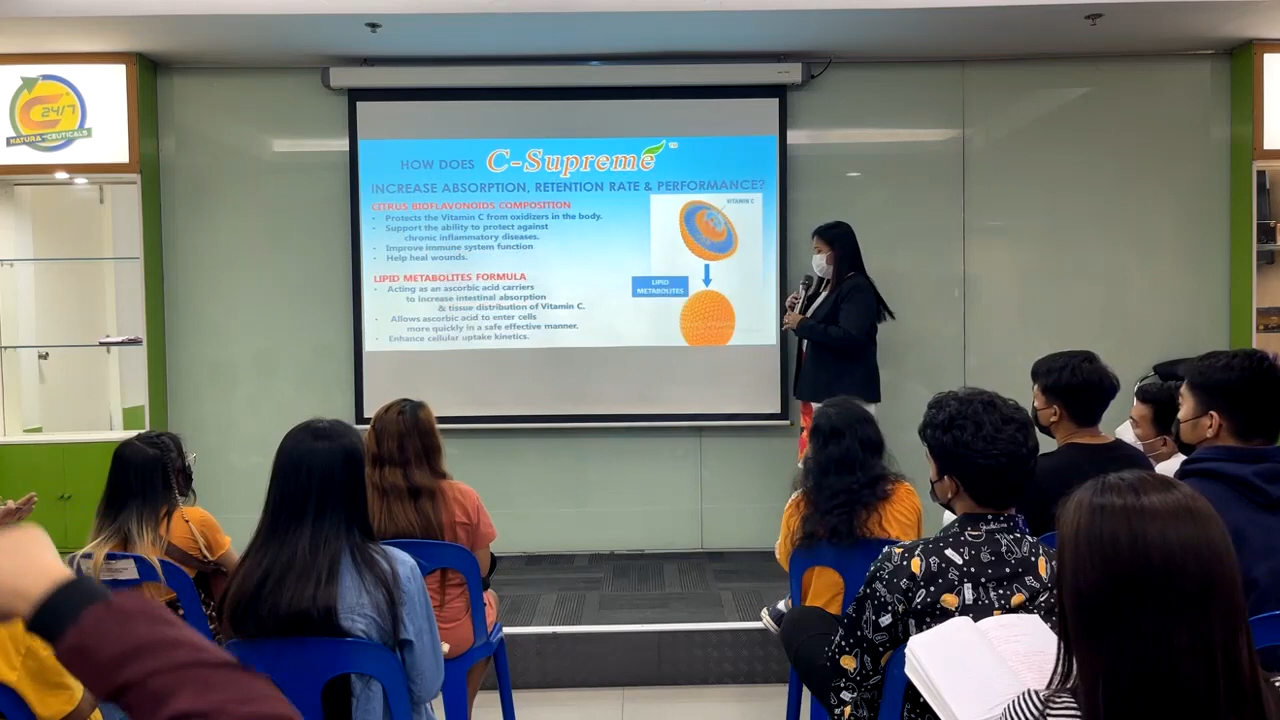 C 24/7
NATURA-CEUTICALS
HOW DOES C-Supreme ™
INCREASE ABSORPTION, RETENTION RATE & PERFORMANCE?
CITRUS BIOFLAVONOIDS COMPOSITION
• Protects the Vitamin C from oxidizers in the body.
• Support the ability to protect against
chronic inflammatory diseases.
• Improve immune system function
• Help heal wounds.
LIPID METABOLITES FORMULA
• Acting as an ascorbic acid carriers
to increase intestinal absorption
& tissue distribution of Vitamin C.
• Allows ascorbic acid to enter cells
more quickly in a safe effective manner.
• Enhance cellular uptake kinetics.
VITAMIN C
LIPID
METABOLITES